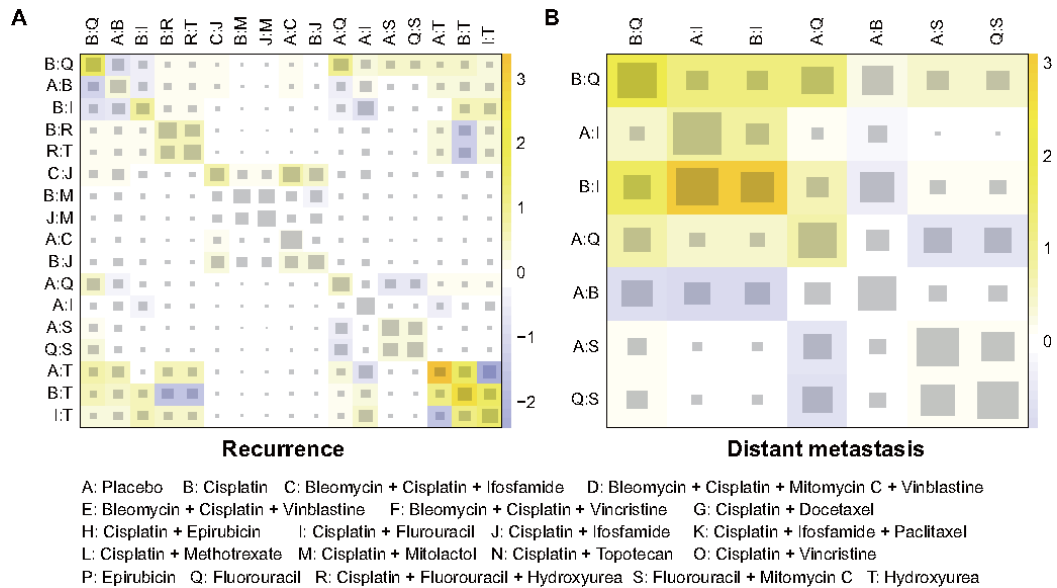 A
B:Q A:B B:I B:R R:T C:J B:M J:M A:C B:J A:Q A:I A:S Q:S A:T B:T I:T
B:Q
A:B
B:I
B:R
R:T
C:J
B:M
J:M
A:C
B:J
A:Q
A:I
A:S
Q:S
A:T
B:T
I:T
3
2
1
0
−1
−2
Recurrence
B
B:Q A:I B:I A:Q A:B A:S Q:S
B:Q
A:I
B:I
A:Q
A:B
A:S
Q:S
3
2
1
0
Distant metastasis
A: Placebo B: Cisplatin C: Bleomycin + Cisplatin + Ifosfamide D: Bleomycin + Cisplatin + Mitomycin C + Vinblastine
E: Bleomycin + Cisplatin + Vinblastine F: Bleomycin + Cisplatin + Vincristine G: Cisplatin + Docetaxel
H: Cisplatin + Epirubicin I: Cisplatin + Flurouracil J: Cisplatin + Ifosfamide K: Cisplatin + Ifosfamide + Paclitaxel
L: Cisplatin + Methotrexate M: Cisplatin + Mitolactol N: Cisplatin + Topotecan O: Cisplatin + Vincristine
P: Epirubicin Q: Fluorouracil R: Cisplatin + Flurouracil + Hydroxyurea S: Fluorouracil + Mitomycin C T: Hydroxyurea